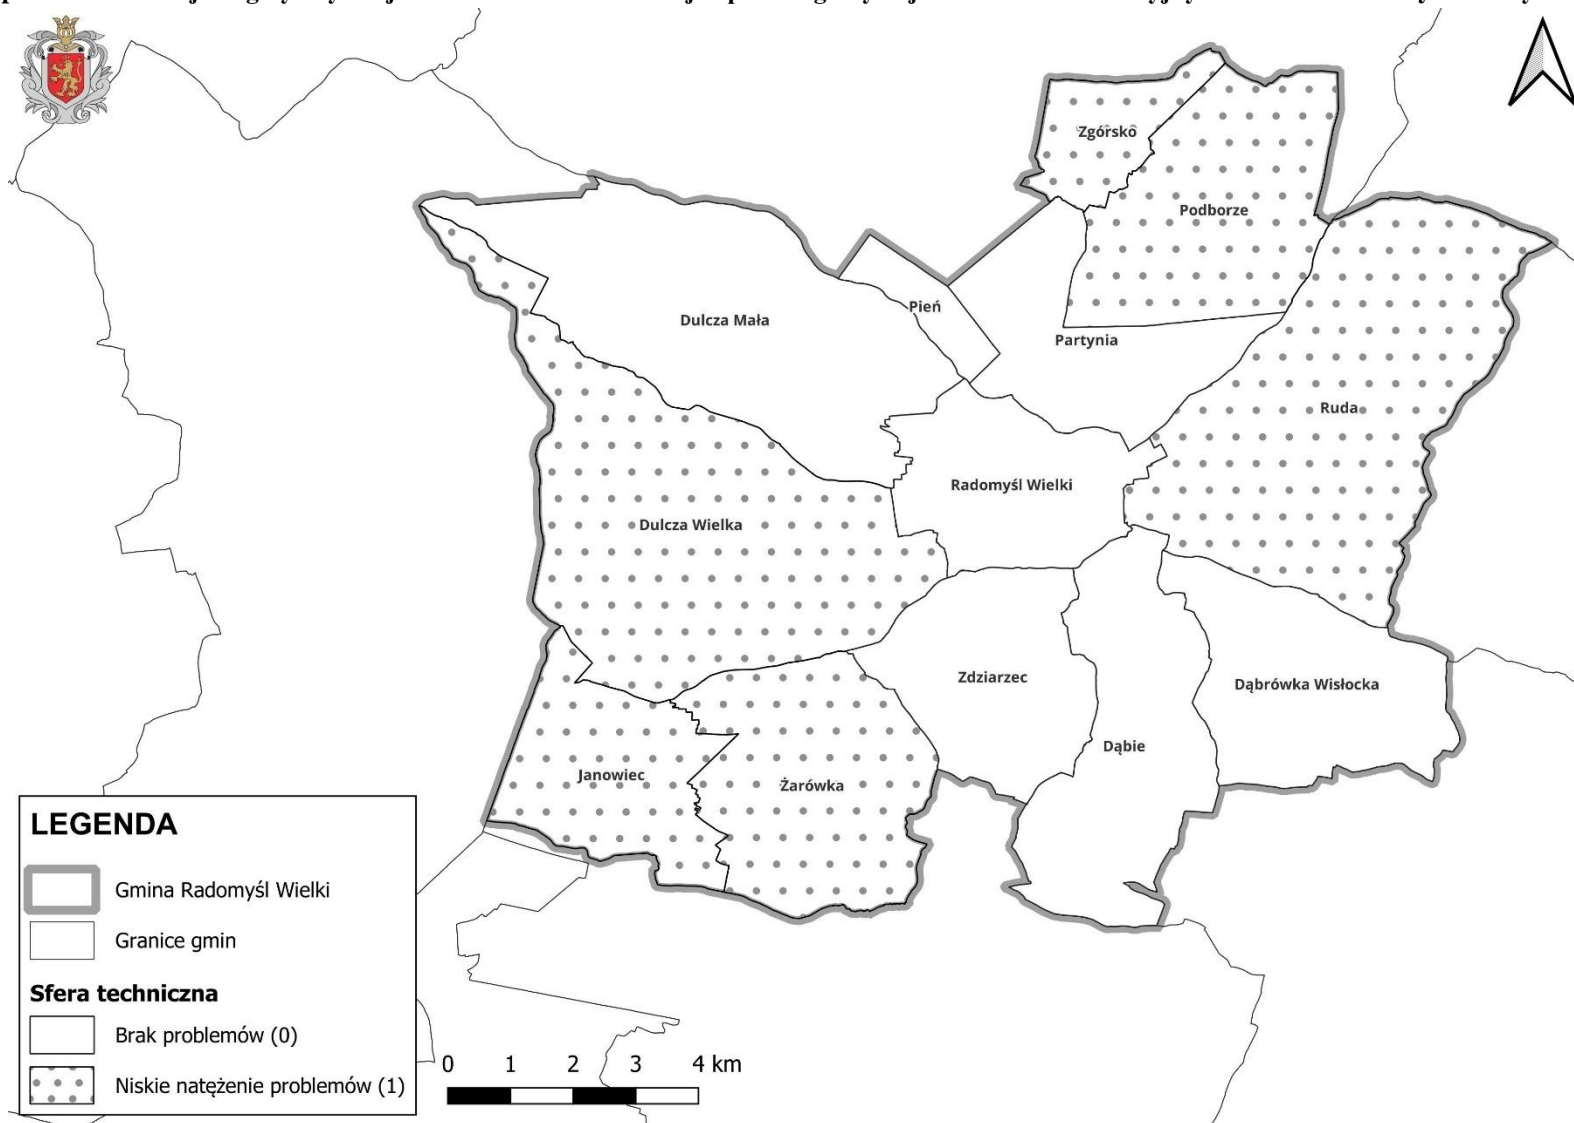 Zgórsko
Podborze
Pień
Dulcza Mała
Partynia
Ruda
Radomyśl Wielki
Dulcza Wielka
Zdziarzec
Dąbrówka Wisłocka
Dąbie
Janowiec
Żarówka
LEGENDA
Gmina Radomyśl Wielki
Granice gmin
Sfera techniczna
Brak problemów (0)
Niskie natężenie problemów (1)
0 1 2 3 4 km